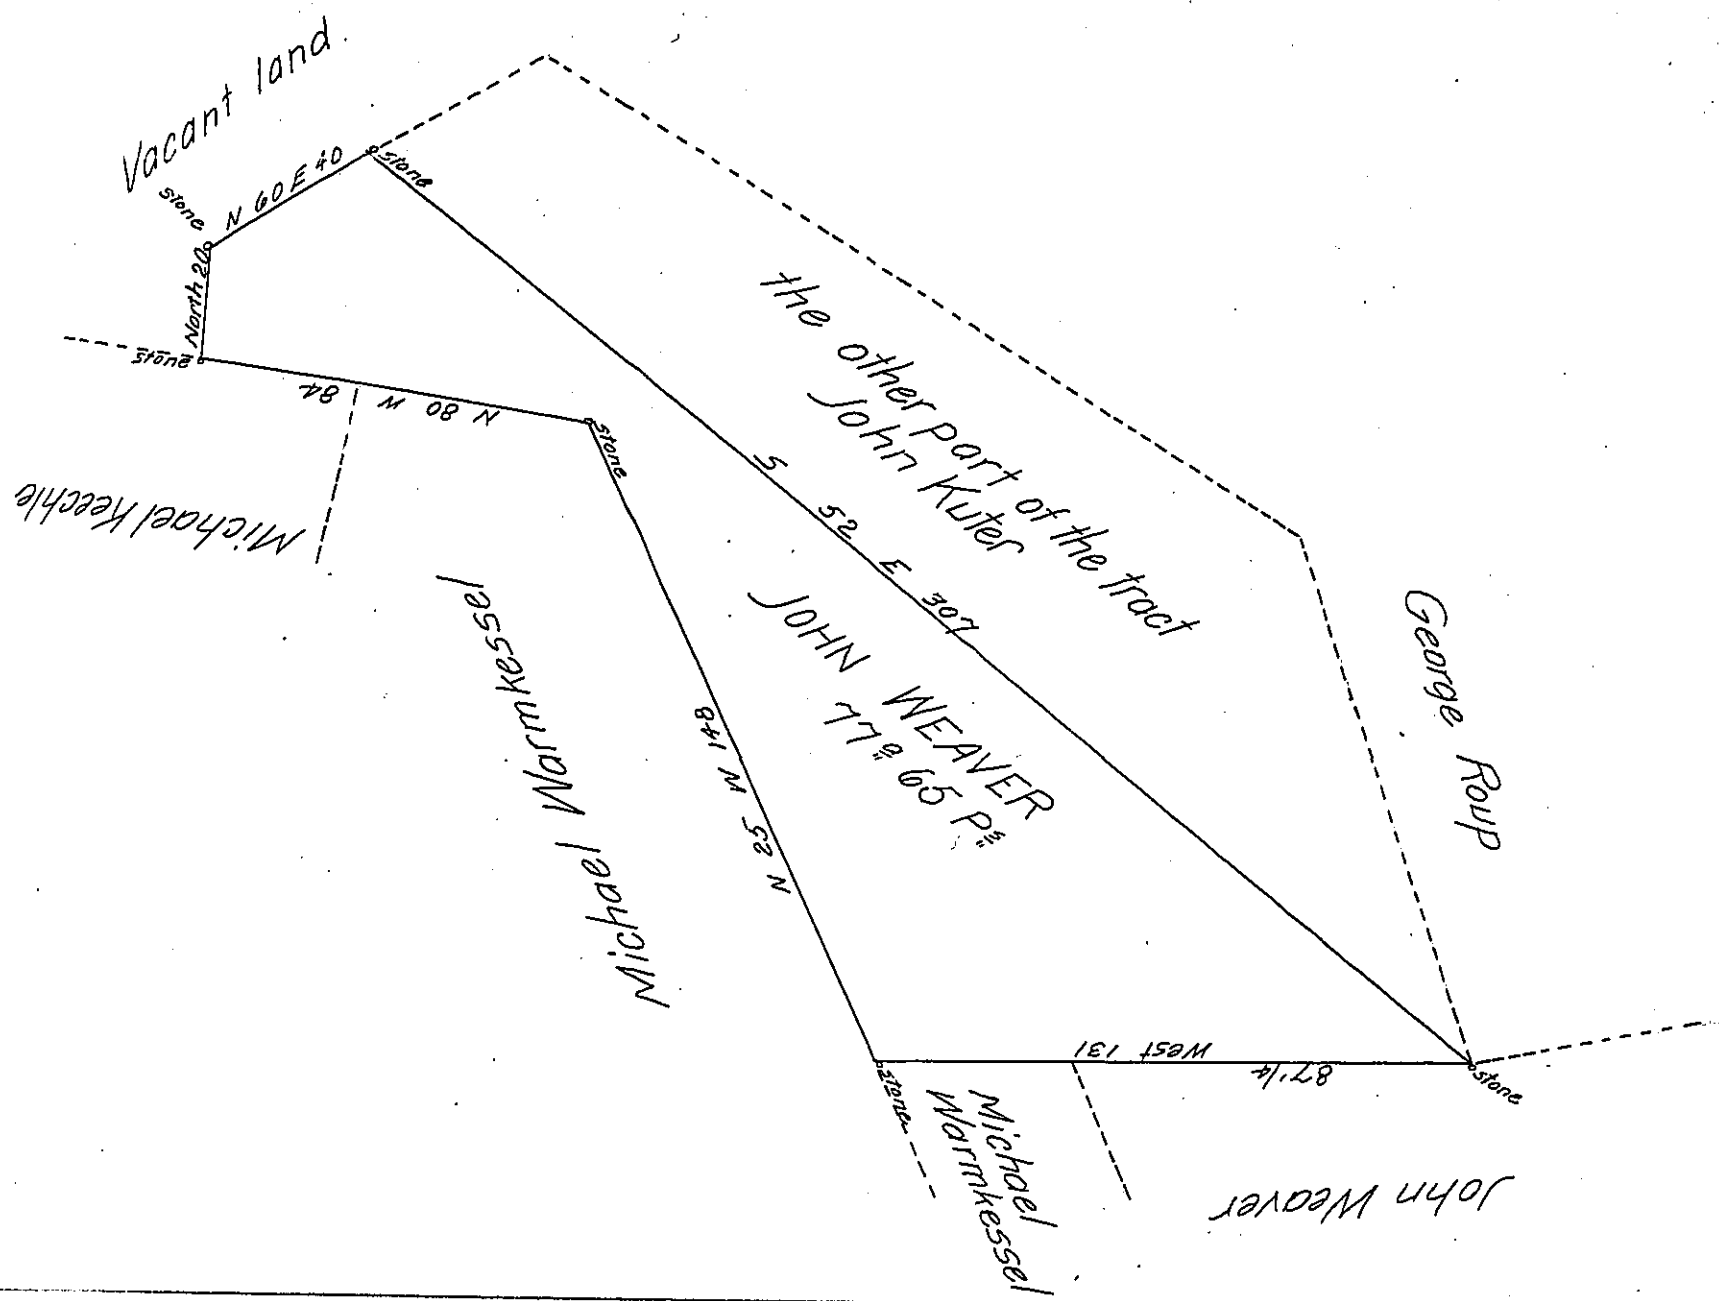 Vacant land.
stone
N 60 E 40
stone
North 20
stone
N 80 W 84
stone
Michael Keechle
the other part of the tract
John Kuter
S 52 E 307
JOHN WEAVER
77a 65 Ps
George Roup
Michael Warmkessel
N 25 W 148
West 131
87 1/4
stone
stone
Michael
Warmkessel
John Weaver